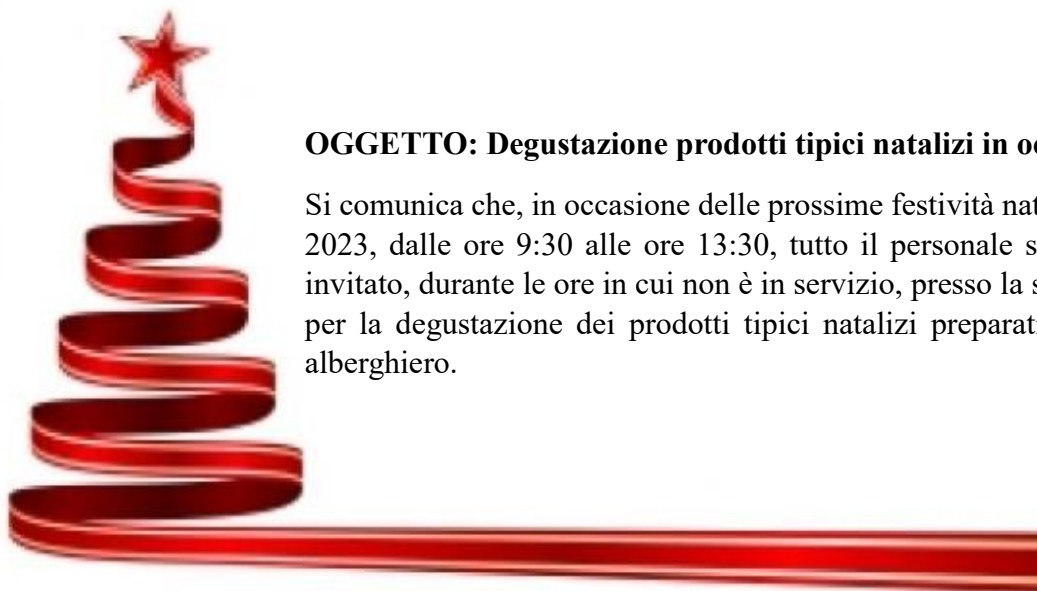 OGGETTO: Degustazione prodotti tipici natalizi in
Si comunica che, in occasione delle prossime festività
2023, dalle ore 9:30 alle ore 13:30, tutto il personale
invitato, durante le ore in cui non è in servizio, presso la
per la degustazione dei prodotti tipici natalizi
alberghiero.